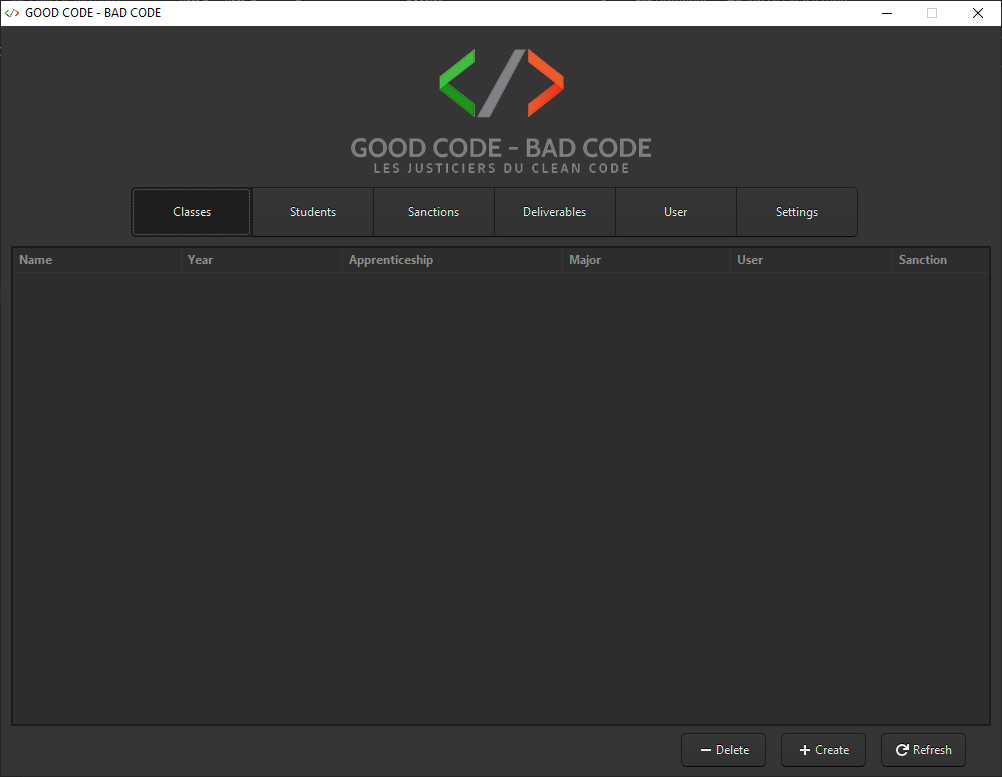 GOOD CODE - BAD CODE
GOOD CODE - BAD CODE
LES JUSTICIERS DU CLEAN CODE
Classes Students Sanctions Deliverables User Settings
Name Year Apprenticeship Major User Sanction
Delete Create Refresh